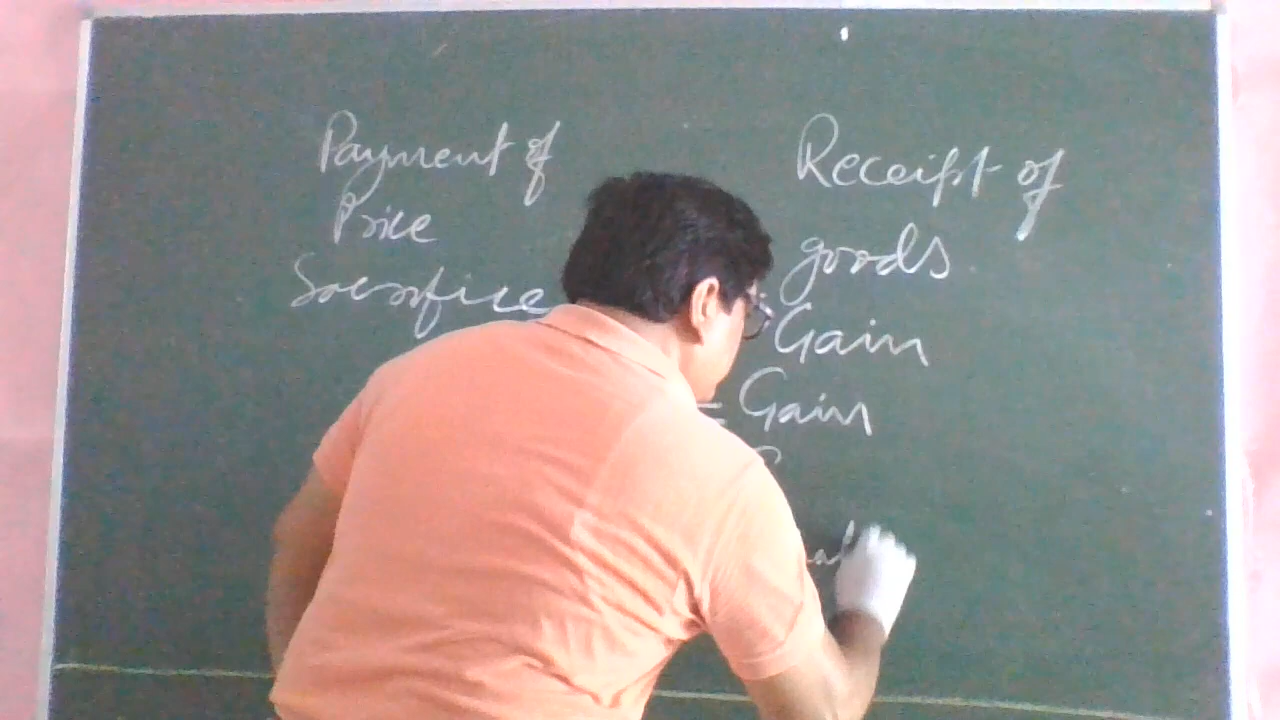 Payment of
Price
Sacrifice
Receipt of
goods
Gain
= Gain